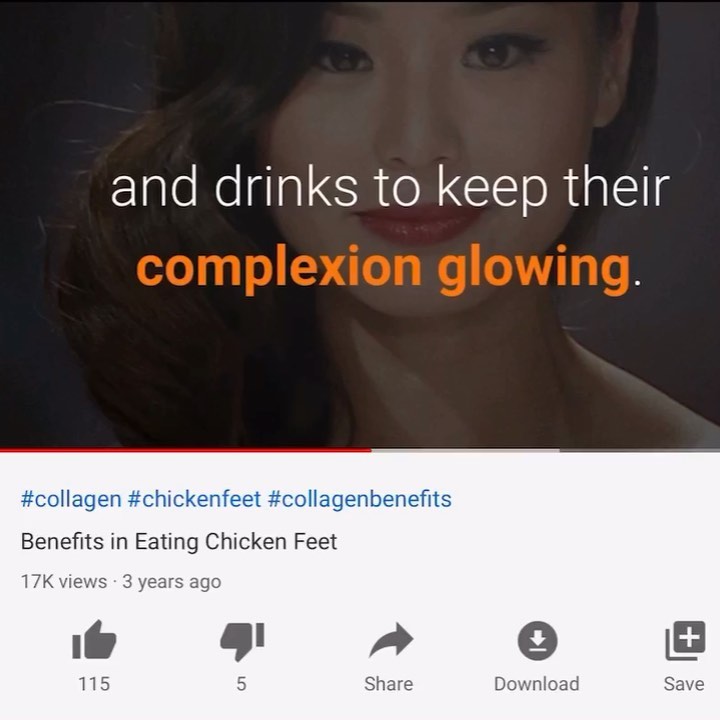 and drinks to keep their
complexion glowing.
#collagen #chickenfeet #collagenbenefits
Benefits in Eating Chicken Feet
17K views · 3 years ago
115
5
Share
Download
Save